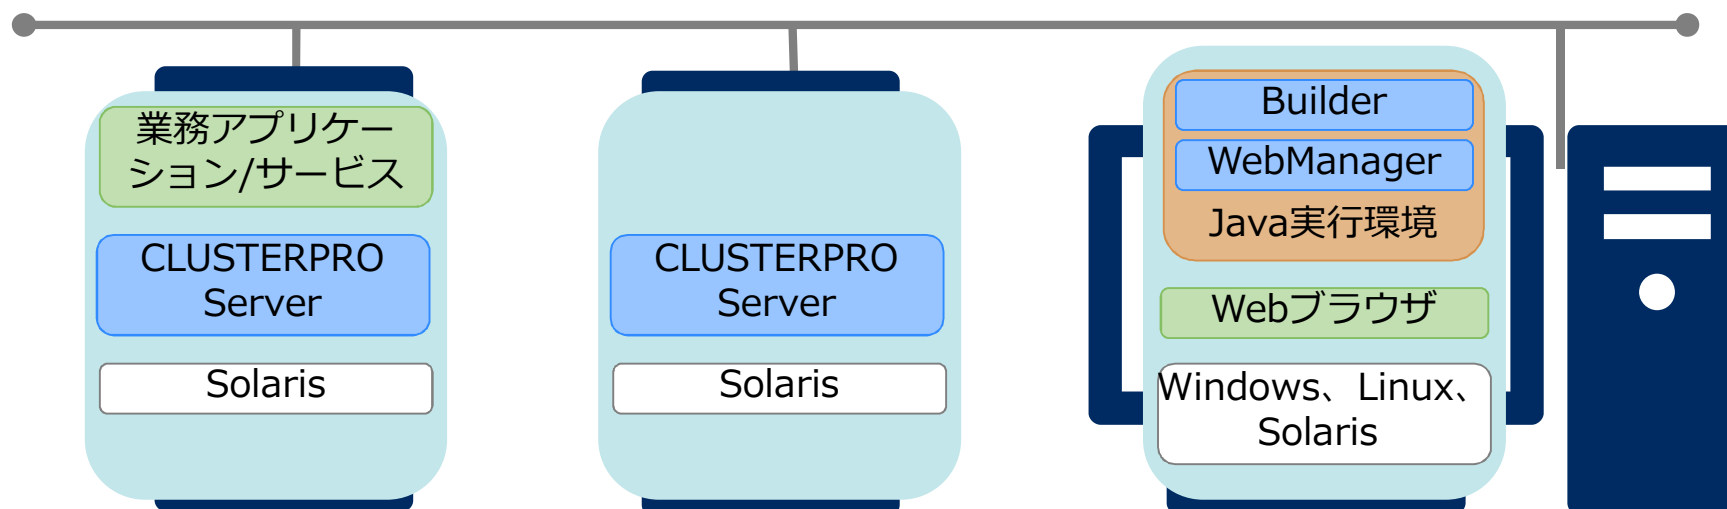 業務アプリケー
ション/サービス
CLUSTERPRO
Server
Solaris
CLUSTERPRO
Server
Solaris
Builder
WebManager
Java実行環境
Webブラウザ
Windows、Linux、
Solaris